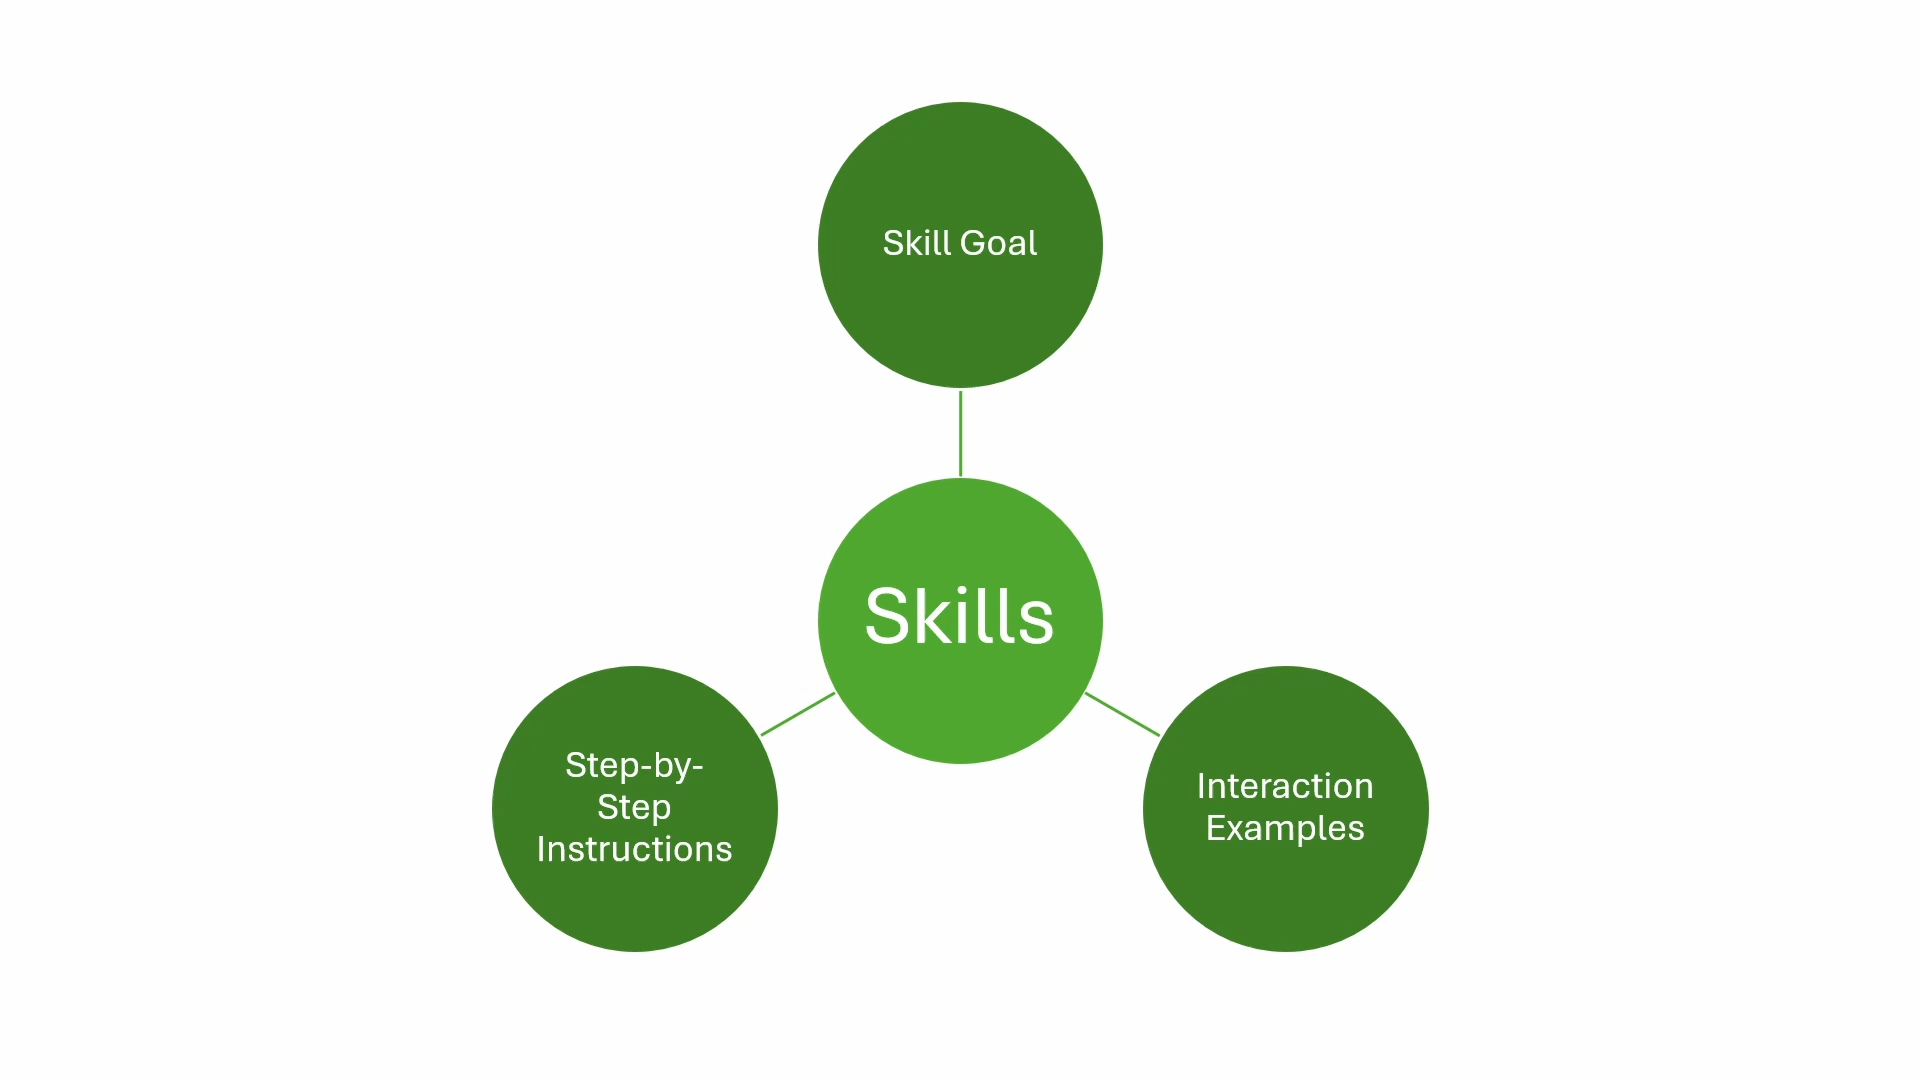 Skill Goal
Skills
Step-by-
Step
Instructions
Interaction
Examples